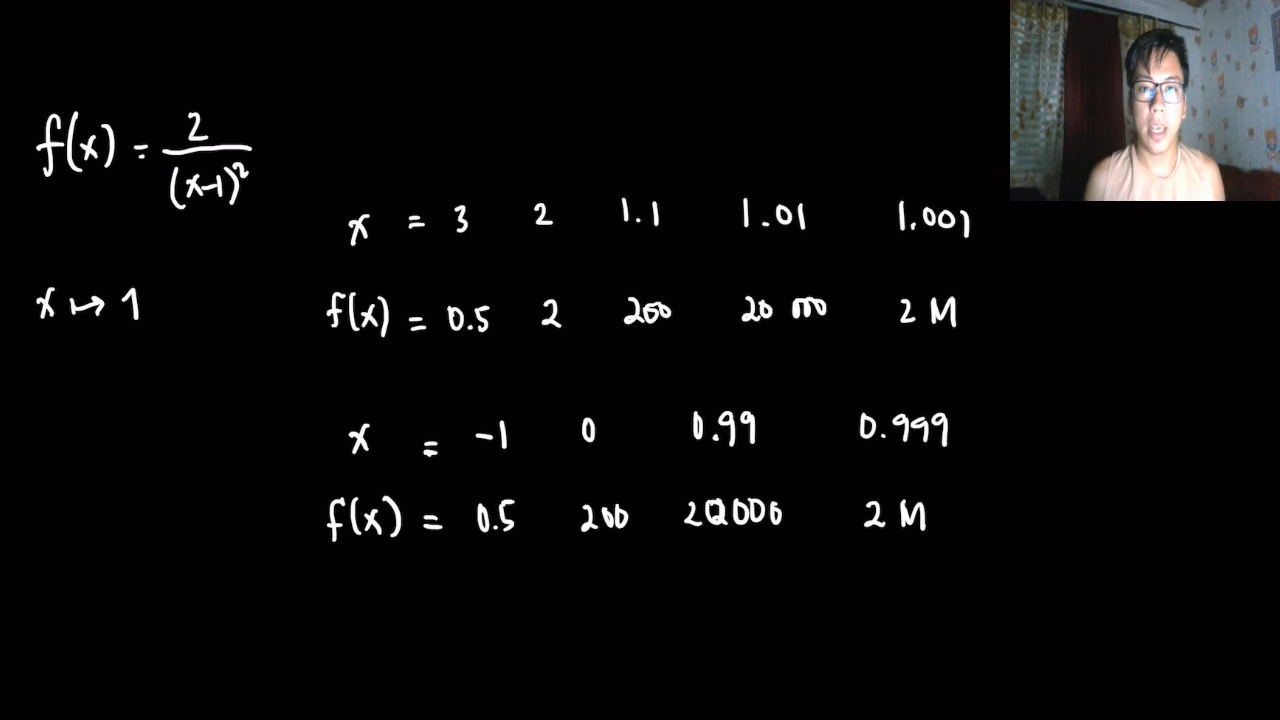 f(x) = 2/(x-1)²
x = 3 2 1.1 1.01 1.001
x ↦ 1
f(x) = 0.5 2 200 20 000 2 M
x = -1 0 0.99 0.999
f(x) = 0.5 200 20000 2 M